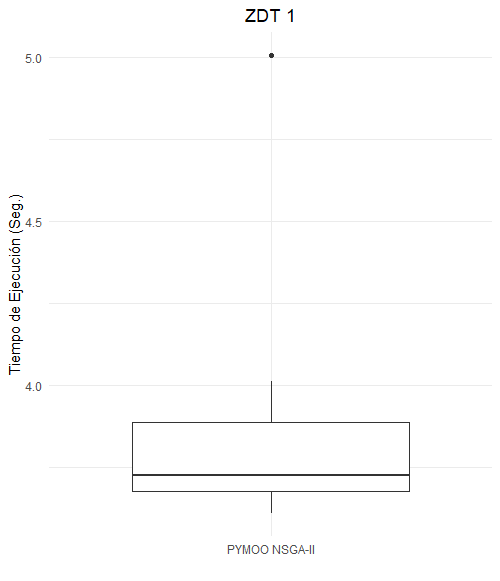 ZDT 1
Tiempo de Ejecución (Seg.)
5.0
4.5
4.0
PYMOO NSGA-II